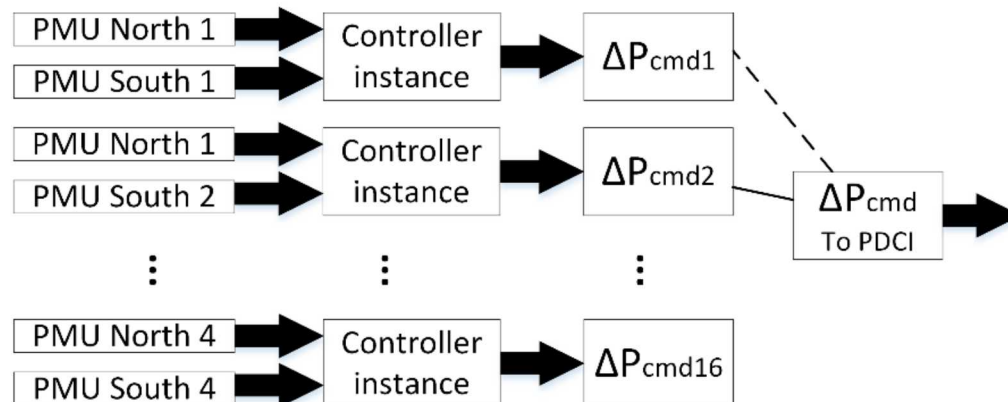 PMU North 1
PMU South 1
Controller
instance
ΔPcmd1
PMU North 1
PMU South 2
Controller
instance
ΔPcmd2
ΔPcmd
To PDCI
PMU North 4
PMU South 4
Controller
instance
ΔPcmd16